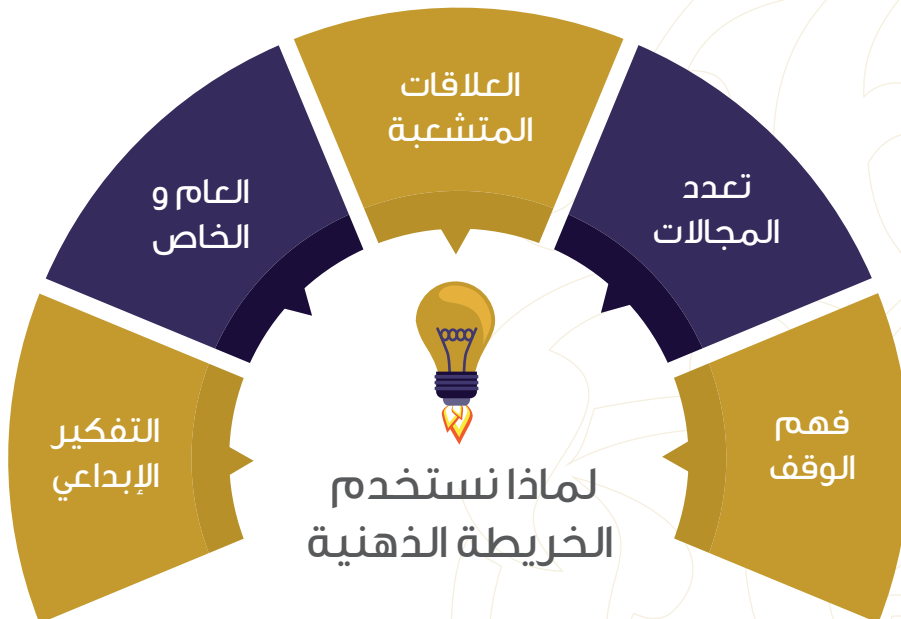 لماذا نستخدم
الخريطة الذهنية
فهم
الوقف
تعدد
المجالات
العلاقات
المتشعبة
العام و
الخاص
التفكير
الإبداعي